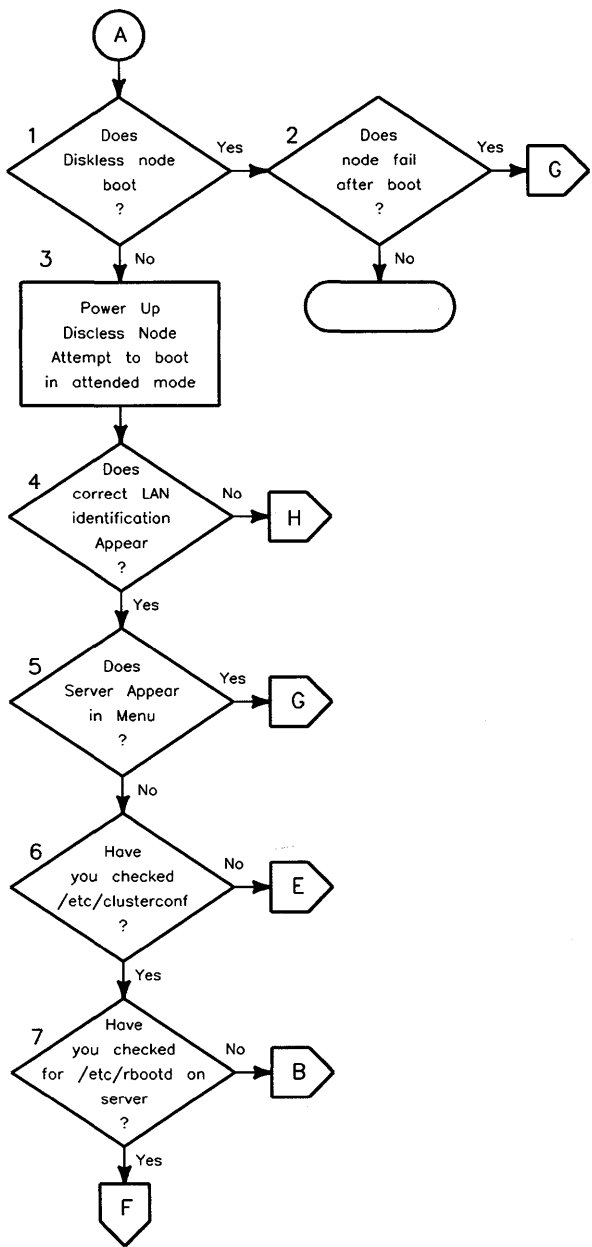 A
1
Does
Diskless node
boot
?
Yes
2
Does
node fail
after boot
?
Yes
G
No
No
3
Power Up
Discless Node
Attempt to boot
in attended mode
4
Does
correct LAN
identification
Appear
?
No
H
Yes
5
Does
Server Appear
in Menu
?
Yes
G
No
6
Have
you checked
/etc/clusterconf
?
No
E
Yes
7
Have
you checked
for /etc/rbootd on
server
?
No
B
Yes
F